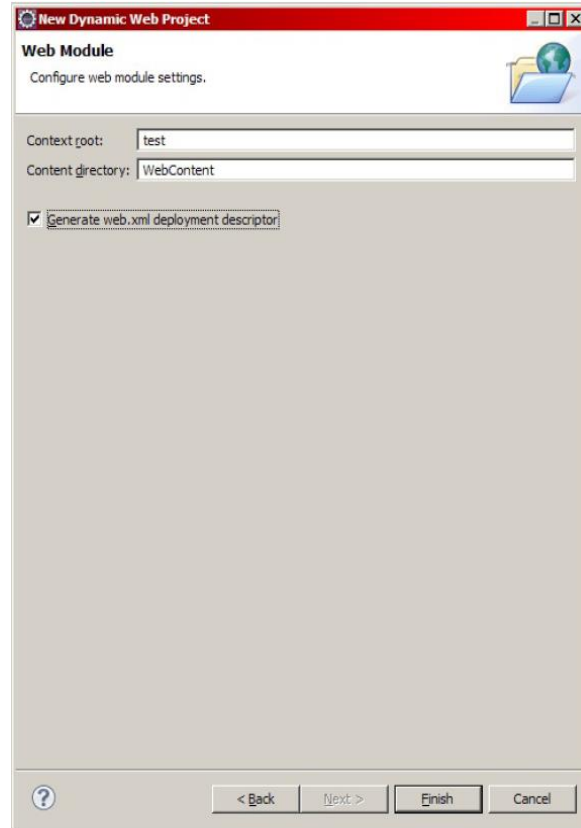 New Dynamic Web Project
Web Module
Configure web module settings.
Context root: test
Content directory: WebContent
Generate web.xml deployment descriptor
? < Back Next > Finish Cancel